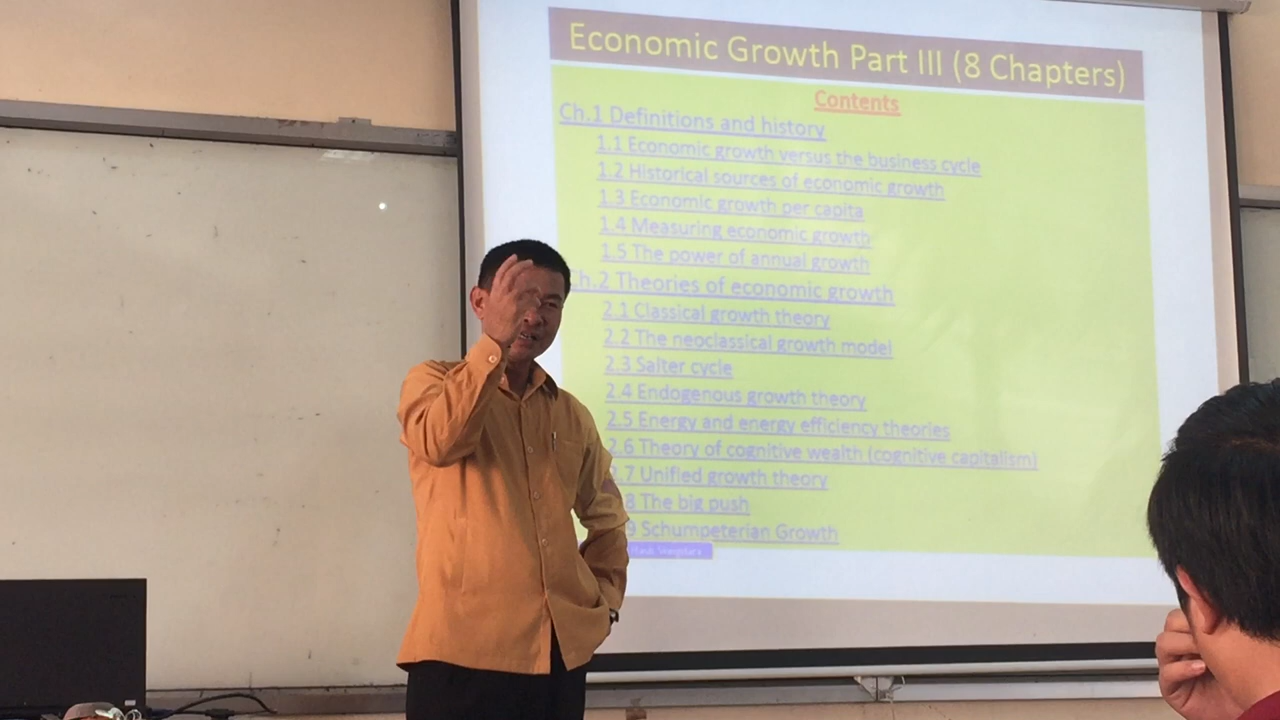 Economic Growth Part III (8 Chapters)
Contents
Ch.1 Definitions and history
1.1 Economic growth versus the business cycle
1.2 Historical sources of economic growth
1.3 Economic growth per capita
1.4 Measuring economic growth
1.5 The power of annual growth
Ch.2 Theories of economic growth
2.1 Classical growth theory
2.2 The neoclassical growth model
2.3 Salter cycle
2.4 Endogenous growth theory
2.5 Energy and energy efficiency theories
2.6 Theory of cognitive wealth (cognitive capitalism)
.7 Unified growth theory
8 The big push
9 Schumpeterian Growth